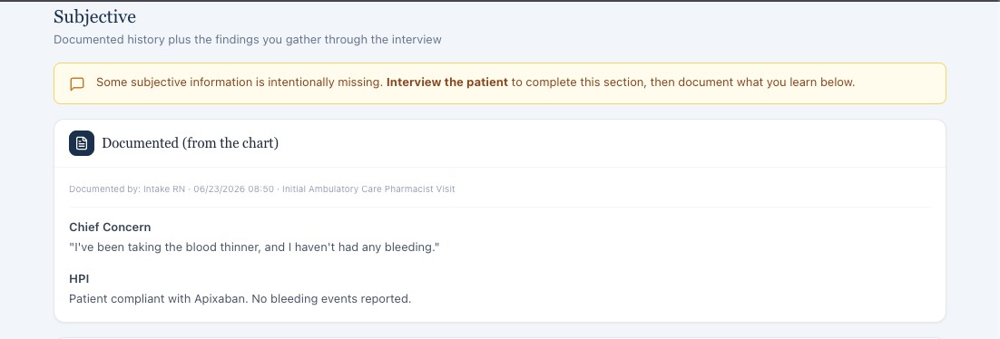 Subjective
Documented history plus the findings you gather through the interview
Some subjective information is intentionally missing. Interview the patient to complete this section, then document what you learn below.
Documented (from the chart)
Documented by: Intake RN · 06/23/2026 08:50 · Initial Ambulatory Care Pharmacist Visit
Chief Concern
"I've been taking the blood thinner, and I haven't had any bleeding."
HPI
Patient compliant with Apixaban. No bleeding events reported.